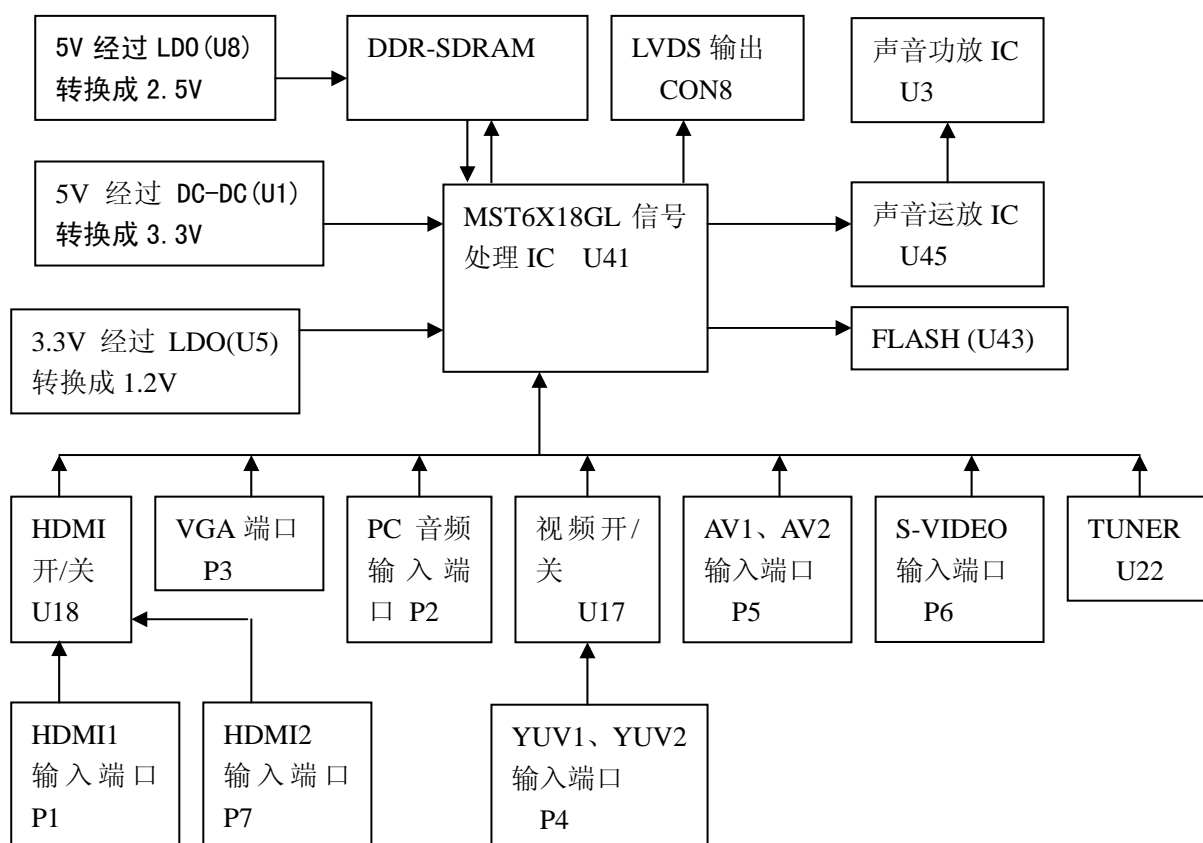 5V 经过 LDO(U8)
转换成 2.5V
DDR-SDRAM
LVDS 输出
CON8
声音功放 IC
U3
5V 经过 DC-DC(U1)
转换成 3.3V
MST6X18GL 信号
处理 IC U41
声音运放 IC
U45
3.3V 经过 LDO(U5)
转换成 1.2V
FLASH (U43)
HDMI
开/关
U18
VGA 端口
P3
PC 音频
输入端
口 P2
视频开/
关
U17
AV1、AV2
输入端口
P5
S-VIDEO
输入端口
P6
TUNER
U22
HDMI1
输入端口
P1
HDMI2
输入端口
P7
YUV1、YUV2
输入端口
P4